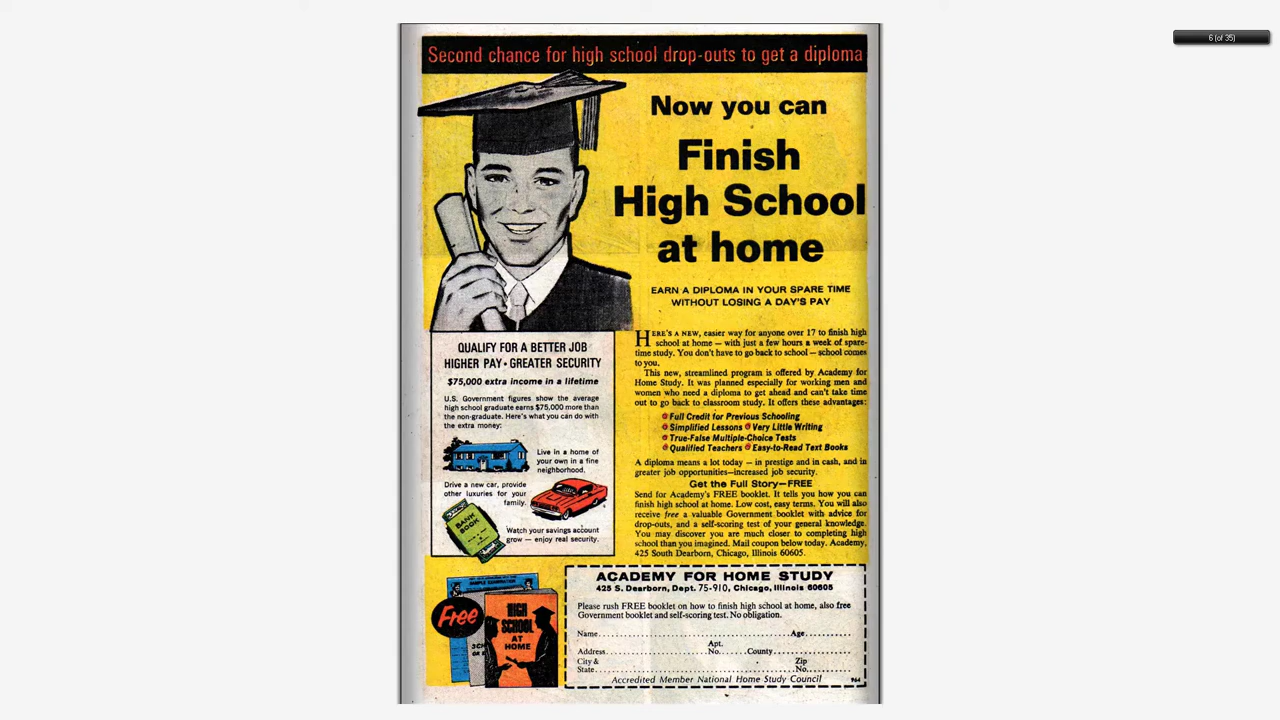 6 (of 35)
Second chance for high school drop-outs to get a diploma
Now you can
Finish
High School
at home
EARN A DIPLOMA IN YOUR SPARE TIME
WITHOUT LOSING A DAY'S PAY
HERE'S A NEW, easier way for anyone over 17 to finish high
school at home — with just a few hours a week of spare-
time study. You don't have to go back to school — school comes
to you,
This new, streamlined program is offered by Academy for
Home Study. It was planned especially for working men and
women who need a diploma to get ahead and can't take time
out to go back to classroom study. It offers these advantages:
Full Credit for Previous Schooling
Simplified Lessons Very Little Writing
True-False Multiple-Choice Tests
Qualified Teachers Easy-to-Read Text Books
A diploma means a lot today — in prestige and in cash, and in
greater job opportunities—increased job security.
Get the Full Story—FREE
Send for Academy's FREE booklet. It tells you how you can
finish high school at home. Low cost, easy terms. You will also
receive free a valuable Government booklet with advice for
drop-outs, and a self-scoring test of your general knowledge.
You may discover you are much closer to completing high
school than you imagined. Mail coupon below today. Academy,
425 South Dearborn, Chicago, Illinois 60605.
QUALIFY FOR A BETTER JOB
HIGHER PAY • GREATER SECURITY
$75,000 extra income in a lifetime
U.S. Government figures show the average
high school graduate earns $75,000 more than
the non-graduate. Here's what you can do with
the extra money:
Live in a home of
your own in a fine
neighborhood.
Drive a new car, provide
other luxuries for your
family.
BANK
BOOK
Watch your savings account
grow — enjoy real security.
Free
SAMPLE EXAMINATION
HIGH
SCHOOL
AT
HOME
ACADEMY FOR HOME STUDY
425 S. Dearborn, Dept. 75-910, Chicago, Illinois 60605
Please rush FREE booklet on how to finish high school at home, also free
Government booklet and self-scoring test. No obligation.
Name Age
Apt.
Address No. County
City & Zip
State No.
Accredited Member National Home Study Council 964